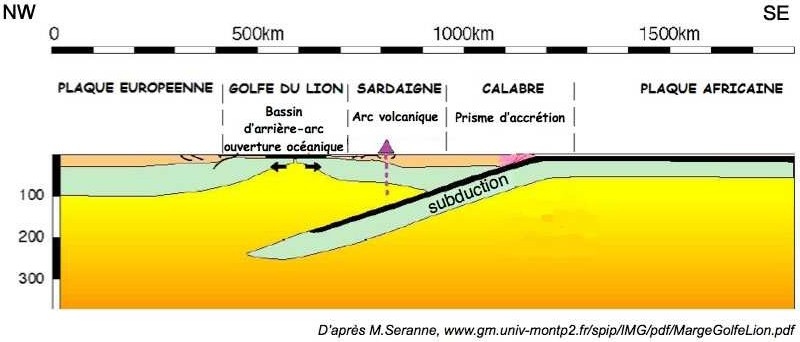 NW
SE
0
500km
1000km
1500km
PLAQUE EUROPEENNE
GOLFE DU LION
SARDAIGNE
CALABRE
PLAQUE AFRICAINE
Bassin
d'arrière-arc
ouverture océanique
Arc volcanique
Prisme d'accrétion
100
200
300
subduction
D'après M.Seranne, www.gm.univ-montp2.fr/spip/IMG/pdf/MargeGolfeLion.pdf